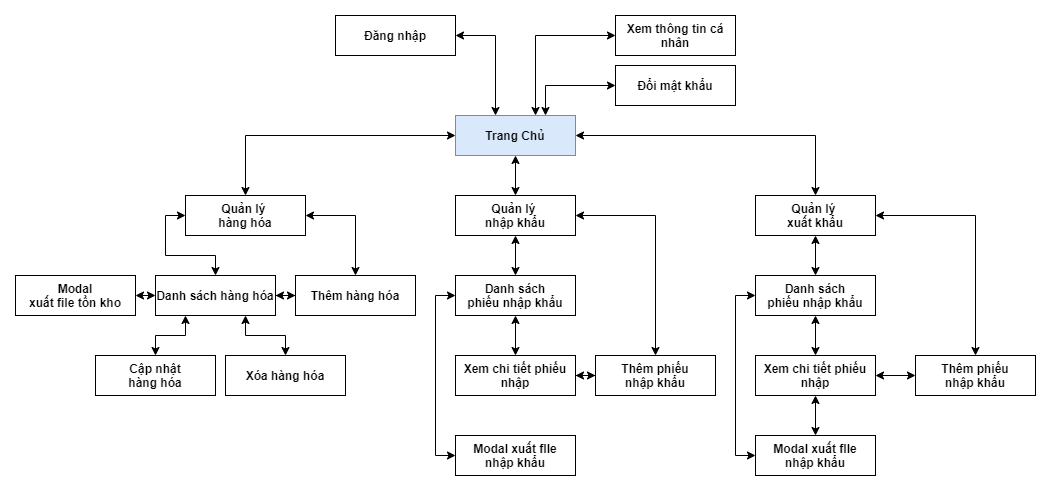 Đăng nhập
Xem thông tin cá
nhân
Đổi mật khẩu
Trang Chủ
Quản lý
hàng hóa
Quản lý
nhập khẩu
Quản lý
xuất khẩu
Modal
xuất file tồn kho
Danh sách hàng hóa
Thêm hàng hóa
Danh sách
phiếu nhập khẩu
Danh sách
phiếu nhập khẩu
Cập nhật
hàng hóa
Xóa hàng hóa
Xem chi tiết phiếu
nhập
Thêm phiếu
nhập khẩu
Xem chi tiết phiếu
nhập
Thêm phiếu
nhập khẩu
Modal xuất file
nhập khẩu
Modal xuất file
nhập khẩu